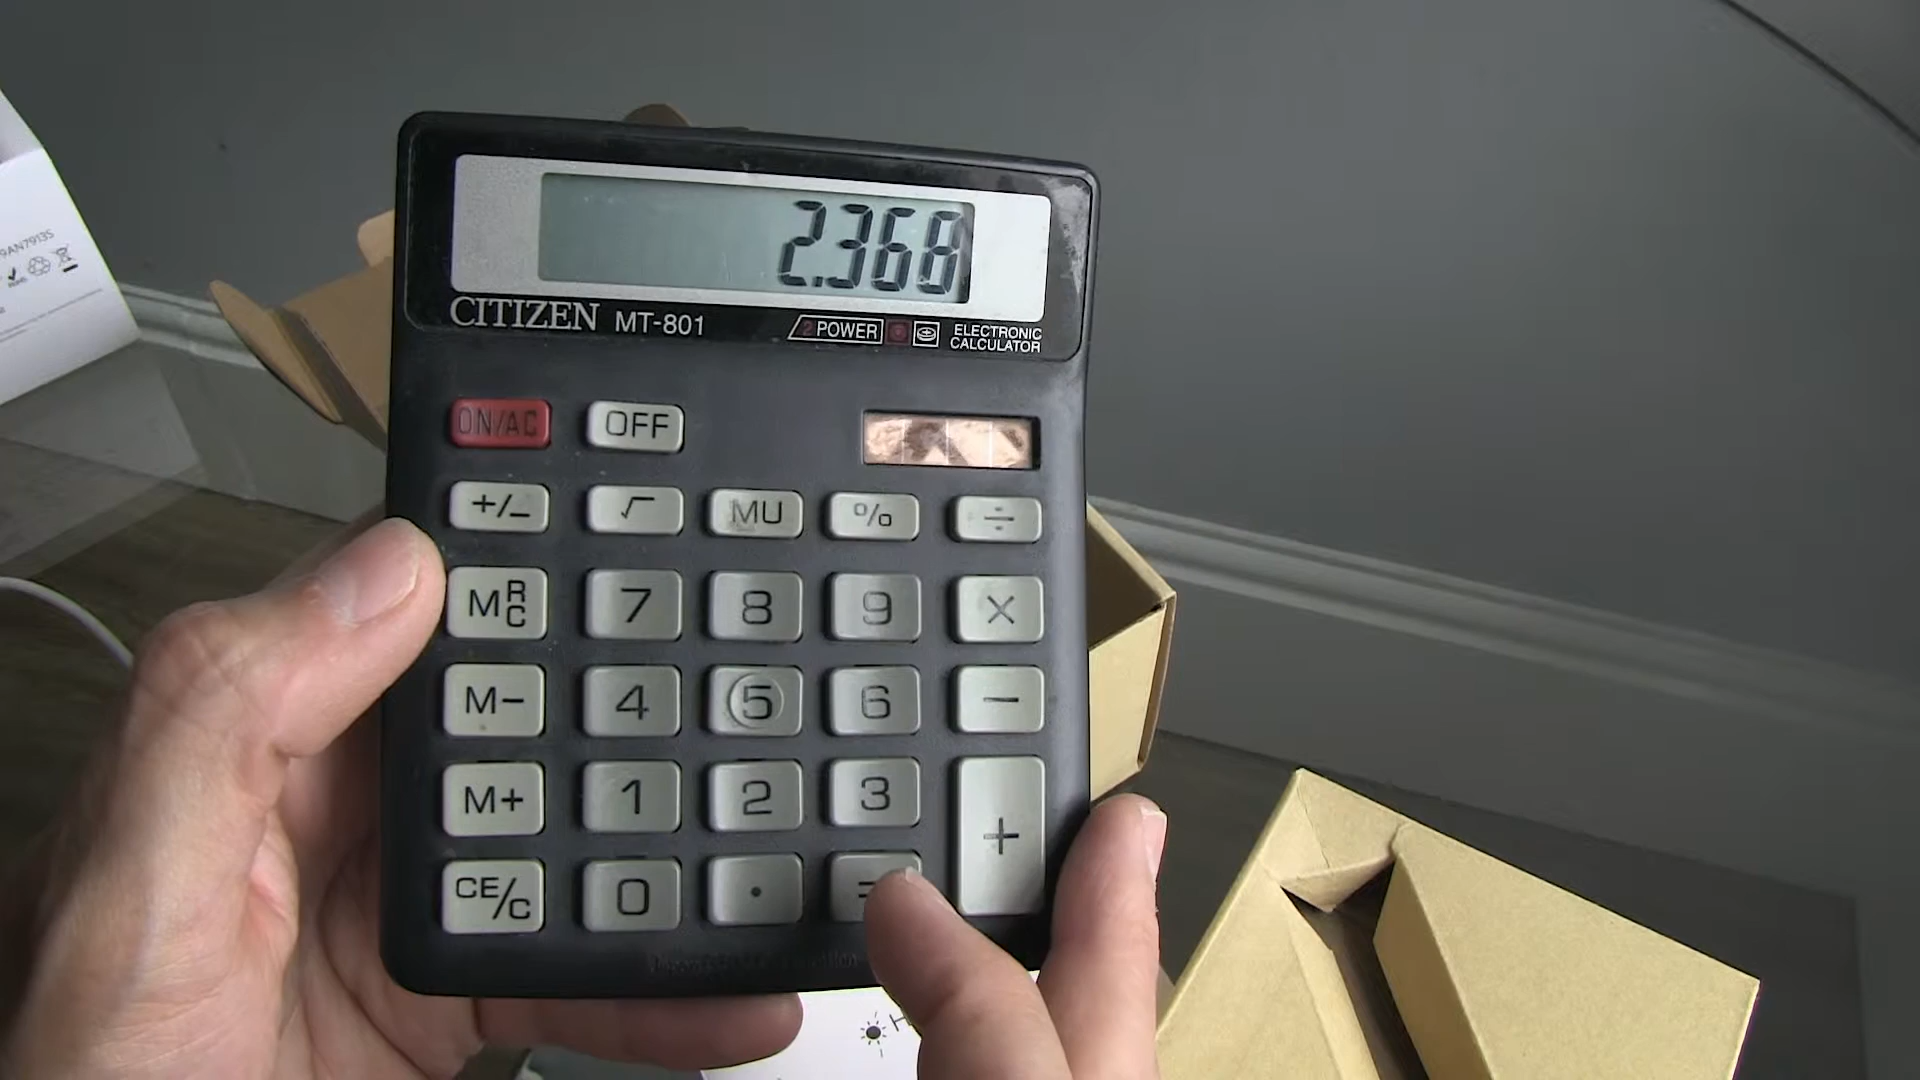 9AN7913S
2.368
CITIZEN MT-801
2 POWER
ELECTRONIC
CALCULATOR
ON/AC OFF
+/− √ MU % ÷
MRC 7 8 9 ×
M− 4 5 6 −
M+ 1 2 3 +
CE/C 0 . =
H